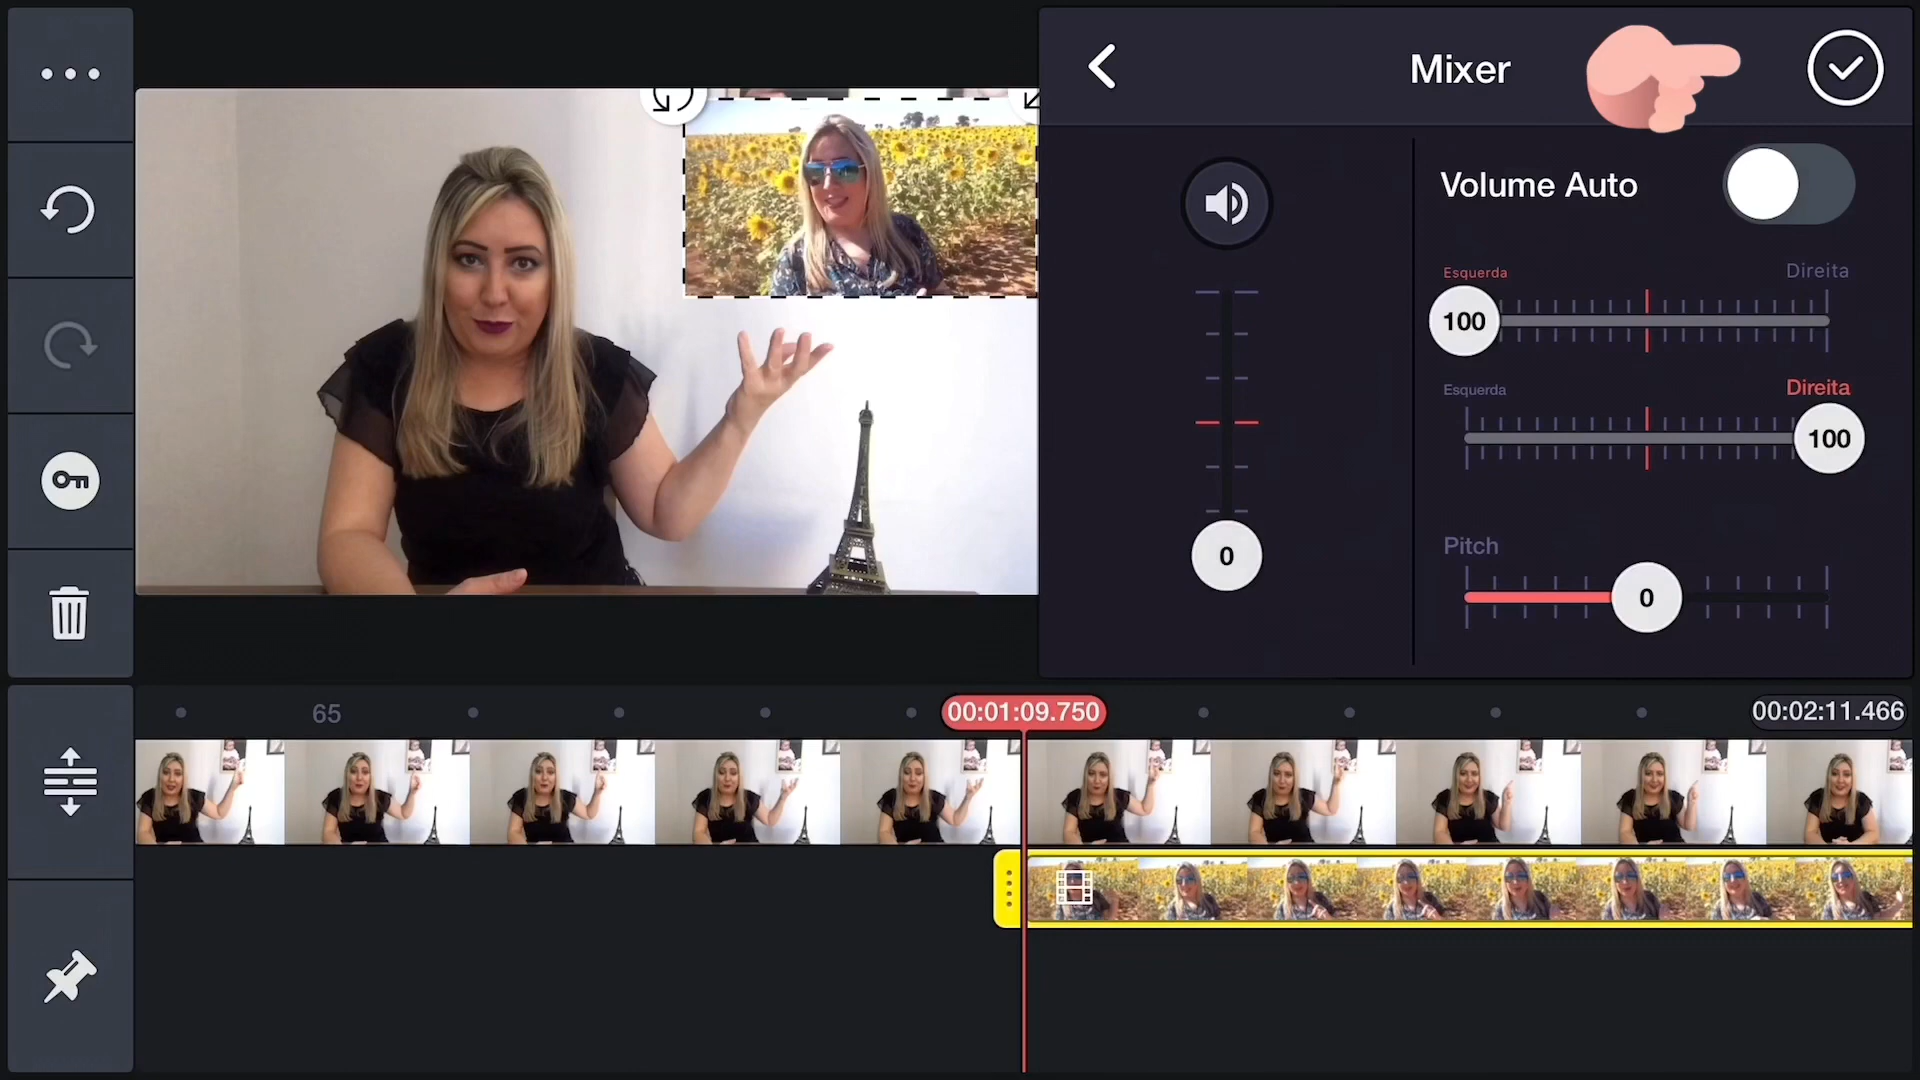 Mixer
Volume Auto
Esquerda
Direita
100
Esquerda
Direita
100
0
Pitch
0
65
00:01:09.750
00:02:11.466